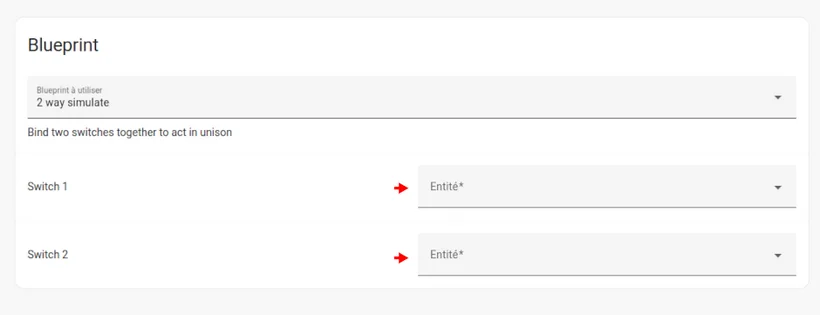 Blueprint
Blueprint à utiliser
2 way simulate
Bind two switches together to act in unison
Switch 1
Entité*
Switch 2
Entité*